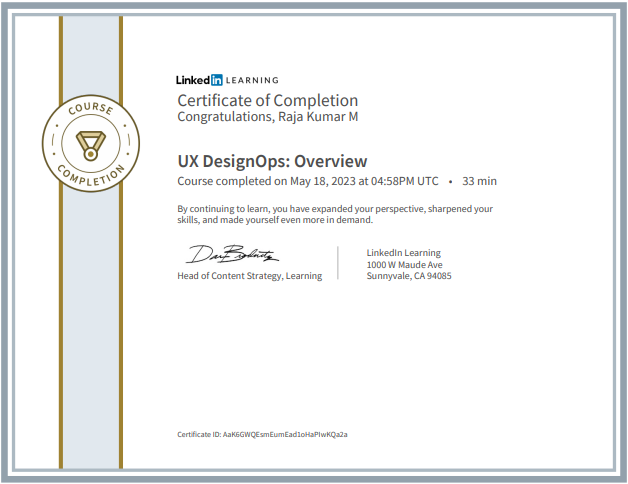 COURSE
COMPLETION
Linked in LEARNING
Certificate of Completion
Congratulations, Raja Kumar M
UX DesignOps: Overview
Course completed on May 18, 2023 at 04:58PM UTC • 33 min
By continuing to learn, you have expanded your perspective, sharpened your
skills, and made yourself even more in demand.
Head of Content Strategy, Learning
LinkedIn Learning
1000 W Maude Ave
Sunnyvale, CA 94085
Certificate ID: AaK6GWQEsmEumEad1oHaPIwKQa2a